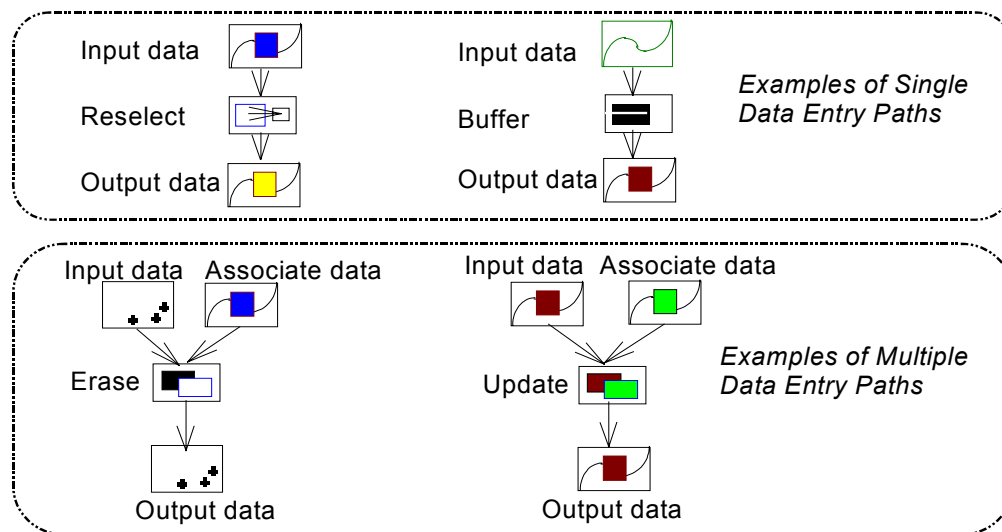 Input data
Reselect
Output data
Input data
Buffer
Output data
Examples of Single
Data Entry Paths
Input data
Associate data
Erase
Output data
Input data
Associate data
Update
Output data
Examples of Multiple
Data Entry Paths